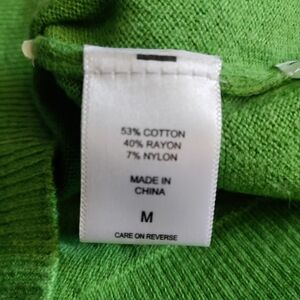 53% COTTON
40% RAYON
7% NYLON
MADE IN
CHINA
M
CARE ON REVERSE